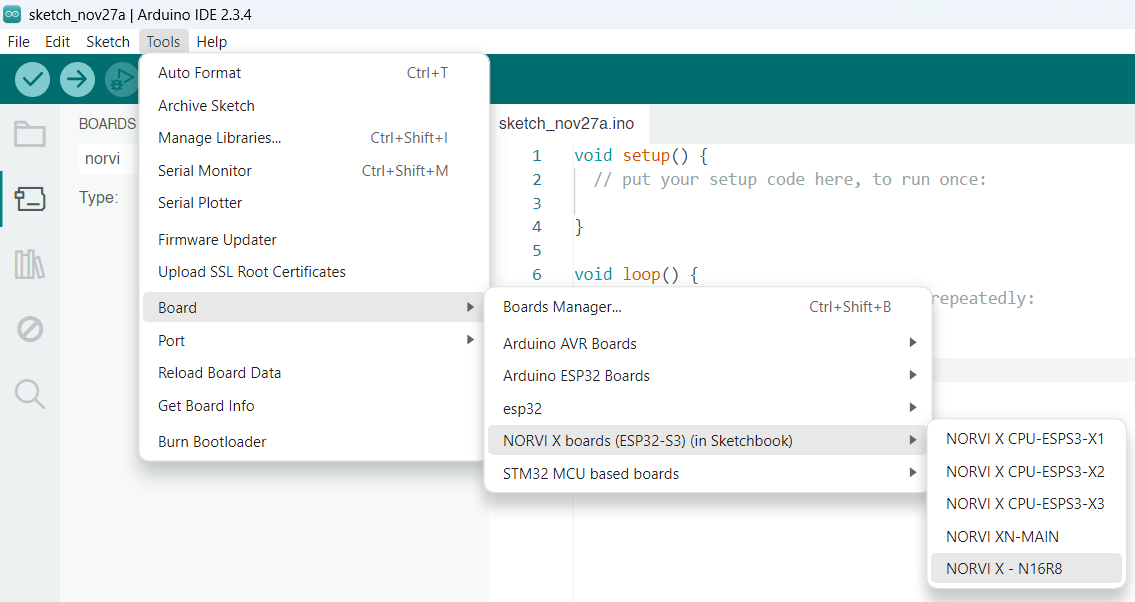 sketch_nov27a | Arduino IDE 2.3.4
File Edit Sketch Tools Help
Auto Format Ctrl+T
Archive Sketch
Manage Libraries... Ctrl+Shift+I
Serial Monitor Ctrl+Shift+M
Serial Plotter
Firmware Updater
Upload SSL Root Certificates
Board
Port
Reload Board Data
Get Board Info
Burn Bootloader
BOARDS
norvi
Type:
sketch_nov27a.ino
1 void setup() {
2 // put your setup code here, to run once:
3
4 }
5
6 void loop() {
repeatedly:
Boards Manager... Ctrl+Shift+B
Arduino AVR Boards
Arduino ESP32 Boards
esp32
NORVI X boards (ESP32-S3) (in Sketchbook)
STM32 MCU based boards
NORVI X CPU-ESPS3-X1
NORVI X CPU-ESPS3-X2
NORVI X CPU-ESPS3-X3
NORVI XN-MAIN
NORVI X - N16R8